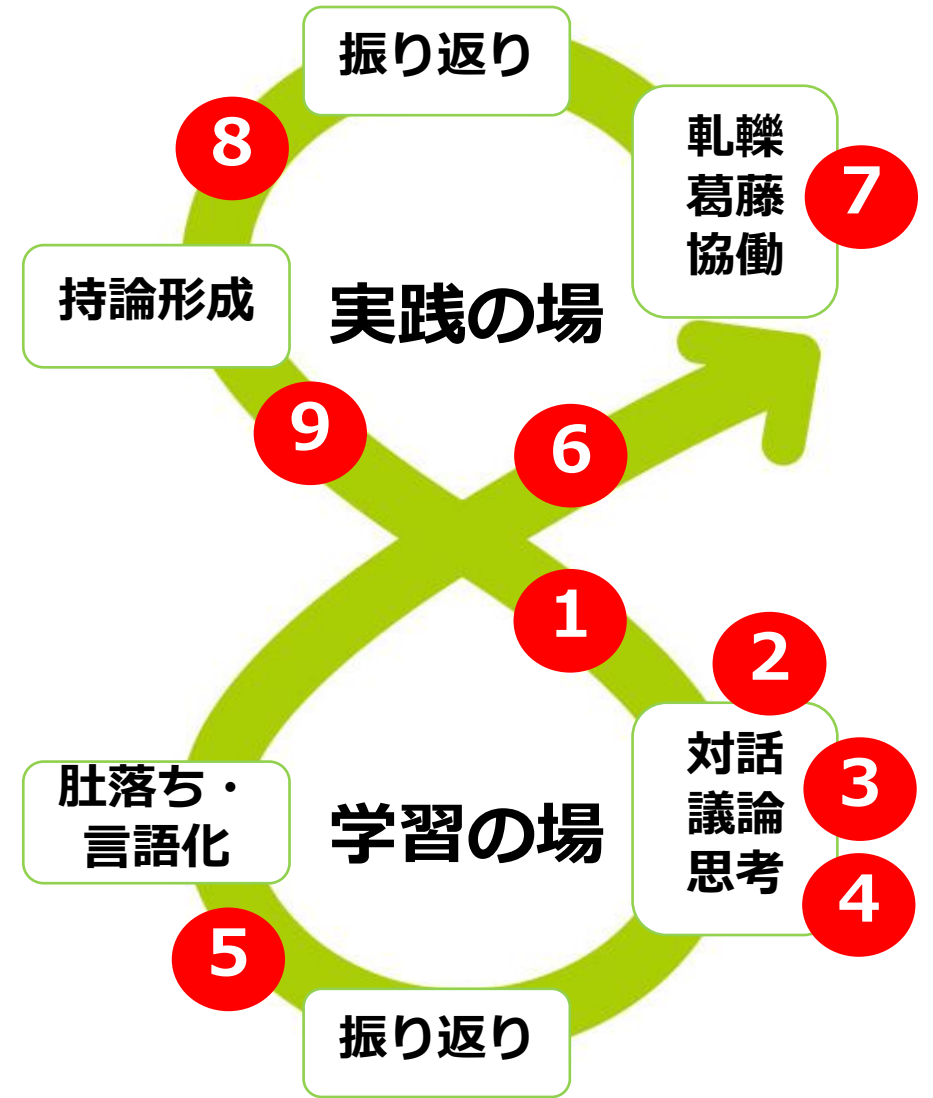 振り返り
8
軋轢
葛藤
協働
7
持論形成
実践の場
9
6
1
2
対話
議論
思考
3
4
肚落ち・
言語化
学習の場
5
振り返り